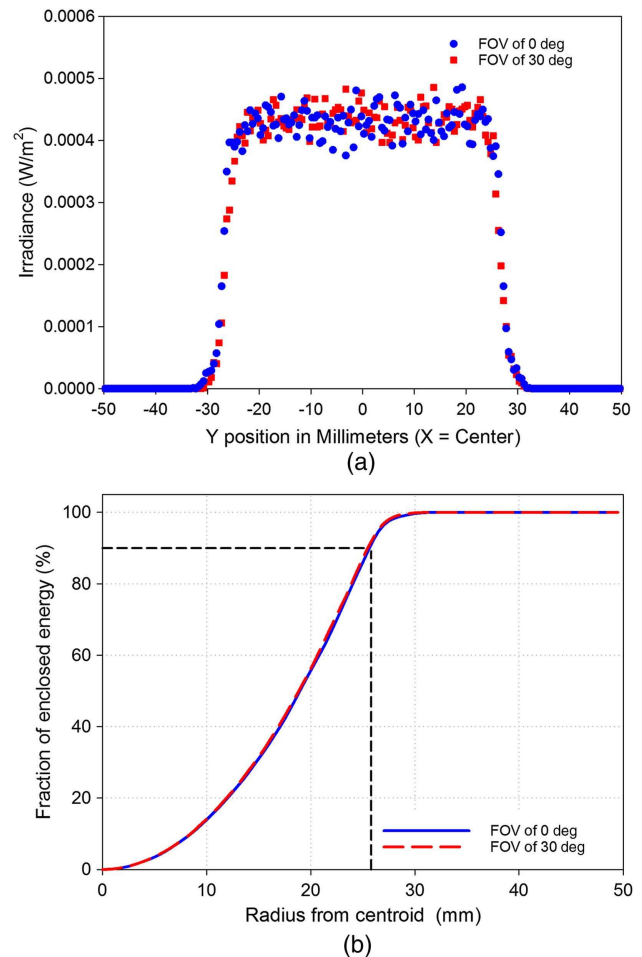 0.0006
0.0005
0.0004
0.0003
0.0002
0.0001
0.0000
Irradiance (W/m²)
FOV of 0 deg
FOV of 30 deg
-50 -40 -30 -20 -10 0 10 20 30 40 50
Y position in Millimeters (X = Center)
(a)
100
80
60
40
20
0
Fraction of enclosed energy (%)
FOV of 0 deg
FOV of 30 deg
0 10 20 30 40 50
Radius from centroid (mm)
(b)